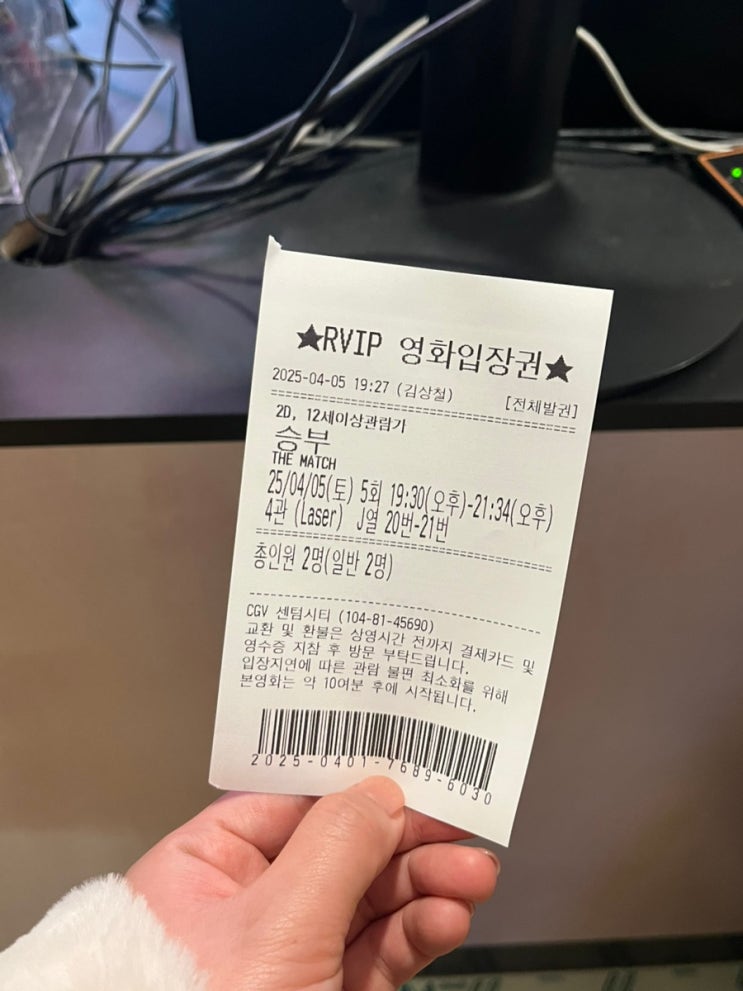 ★RVIP 영화입장권★
2025-04-05 19:27 (김상철) [전체발권]
2D, 12세이상관람가
승부
THE MATCH
25/04/05(토) 5회 19:30(오후)-21:34(오후)
4관 (Laser) J열 20번-21번
총인원 2명(일반 2명)
CGV 센텀시티 (104-81-45690)
교환 및 환불은 상영시간 전까지 결제카드 및
영수증 지참 후 방문 부탁드립니다.
입장지연에 따른 관람 불편 최소화를 위해
본영화는 약 10여분 후에 시작됩니다.
2025-0401-7689-6030